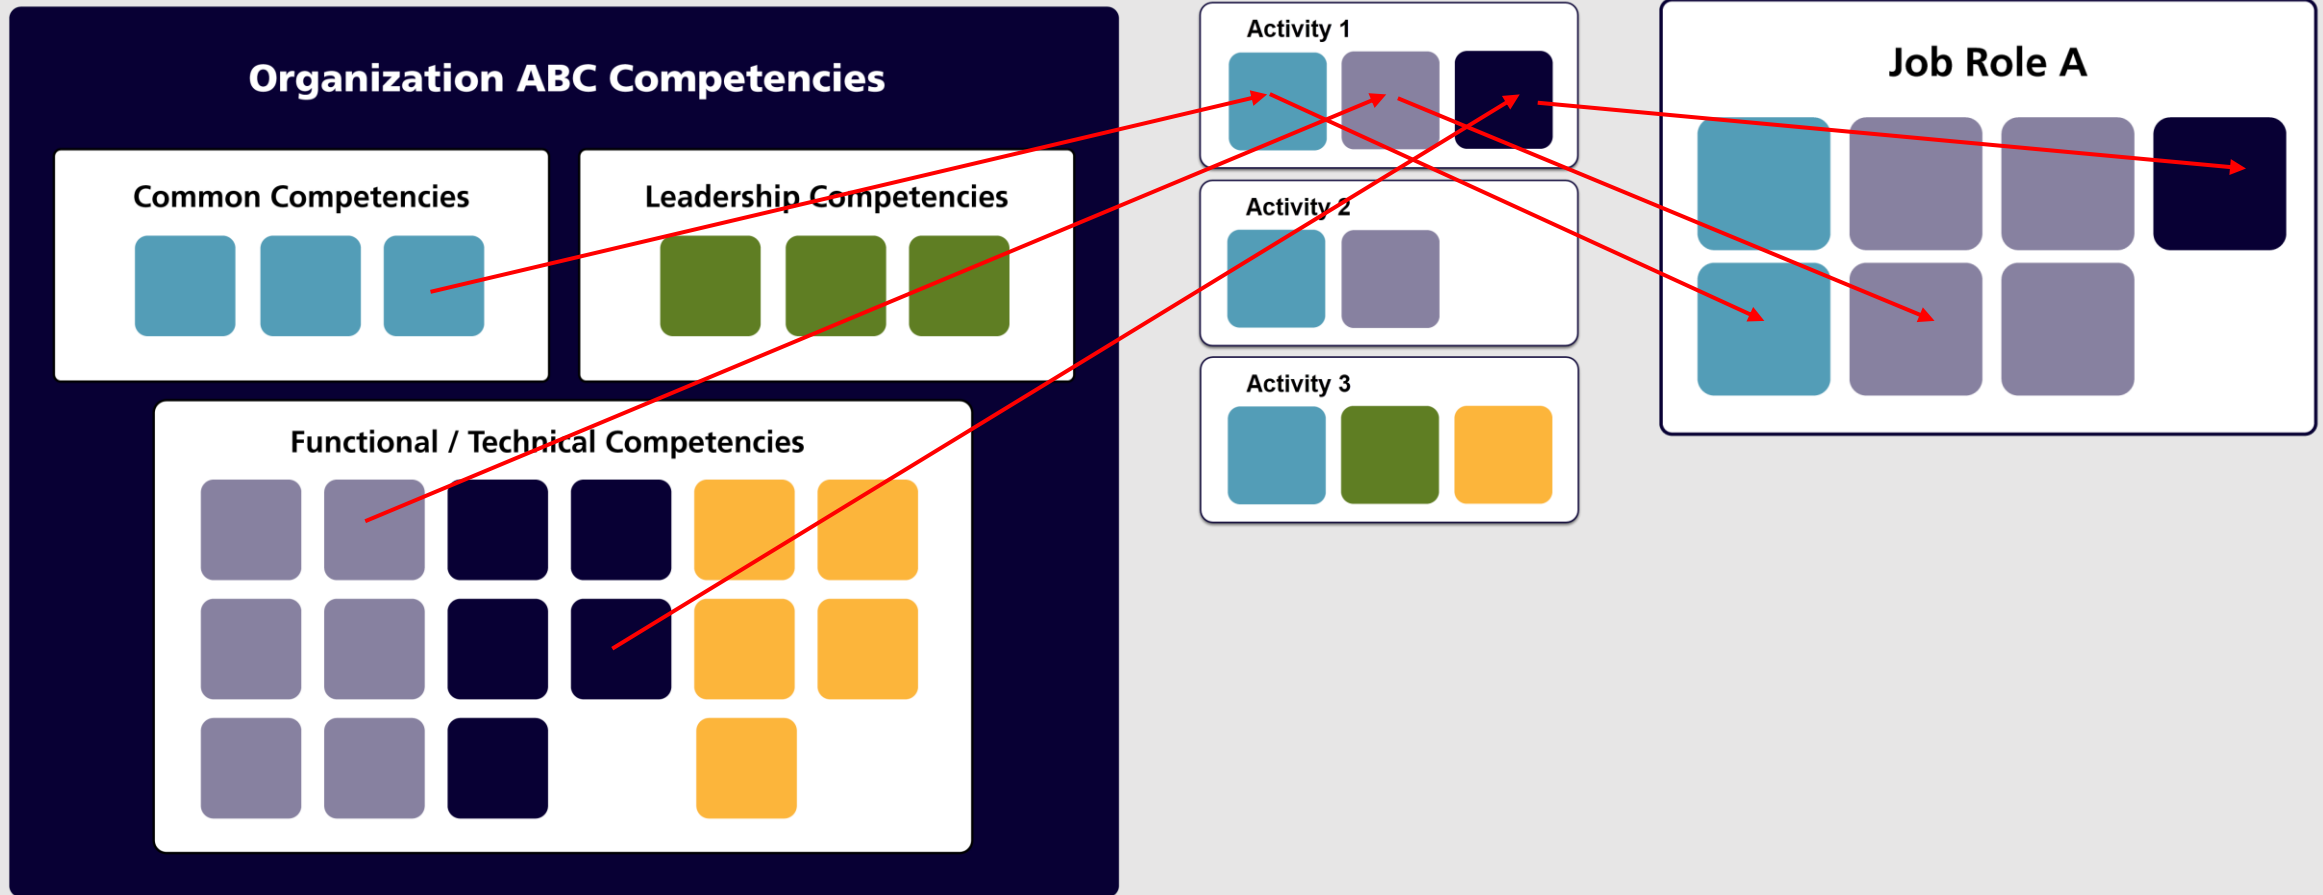 Organization ABC Competencies
Common Competencies
Leadership Competencies
Functional / Technical Competencies
Activity 1
Activity 2
Activity 3
Job Role A